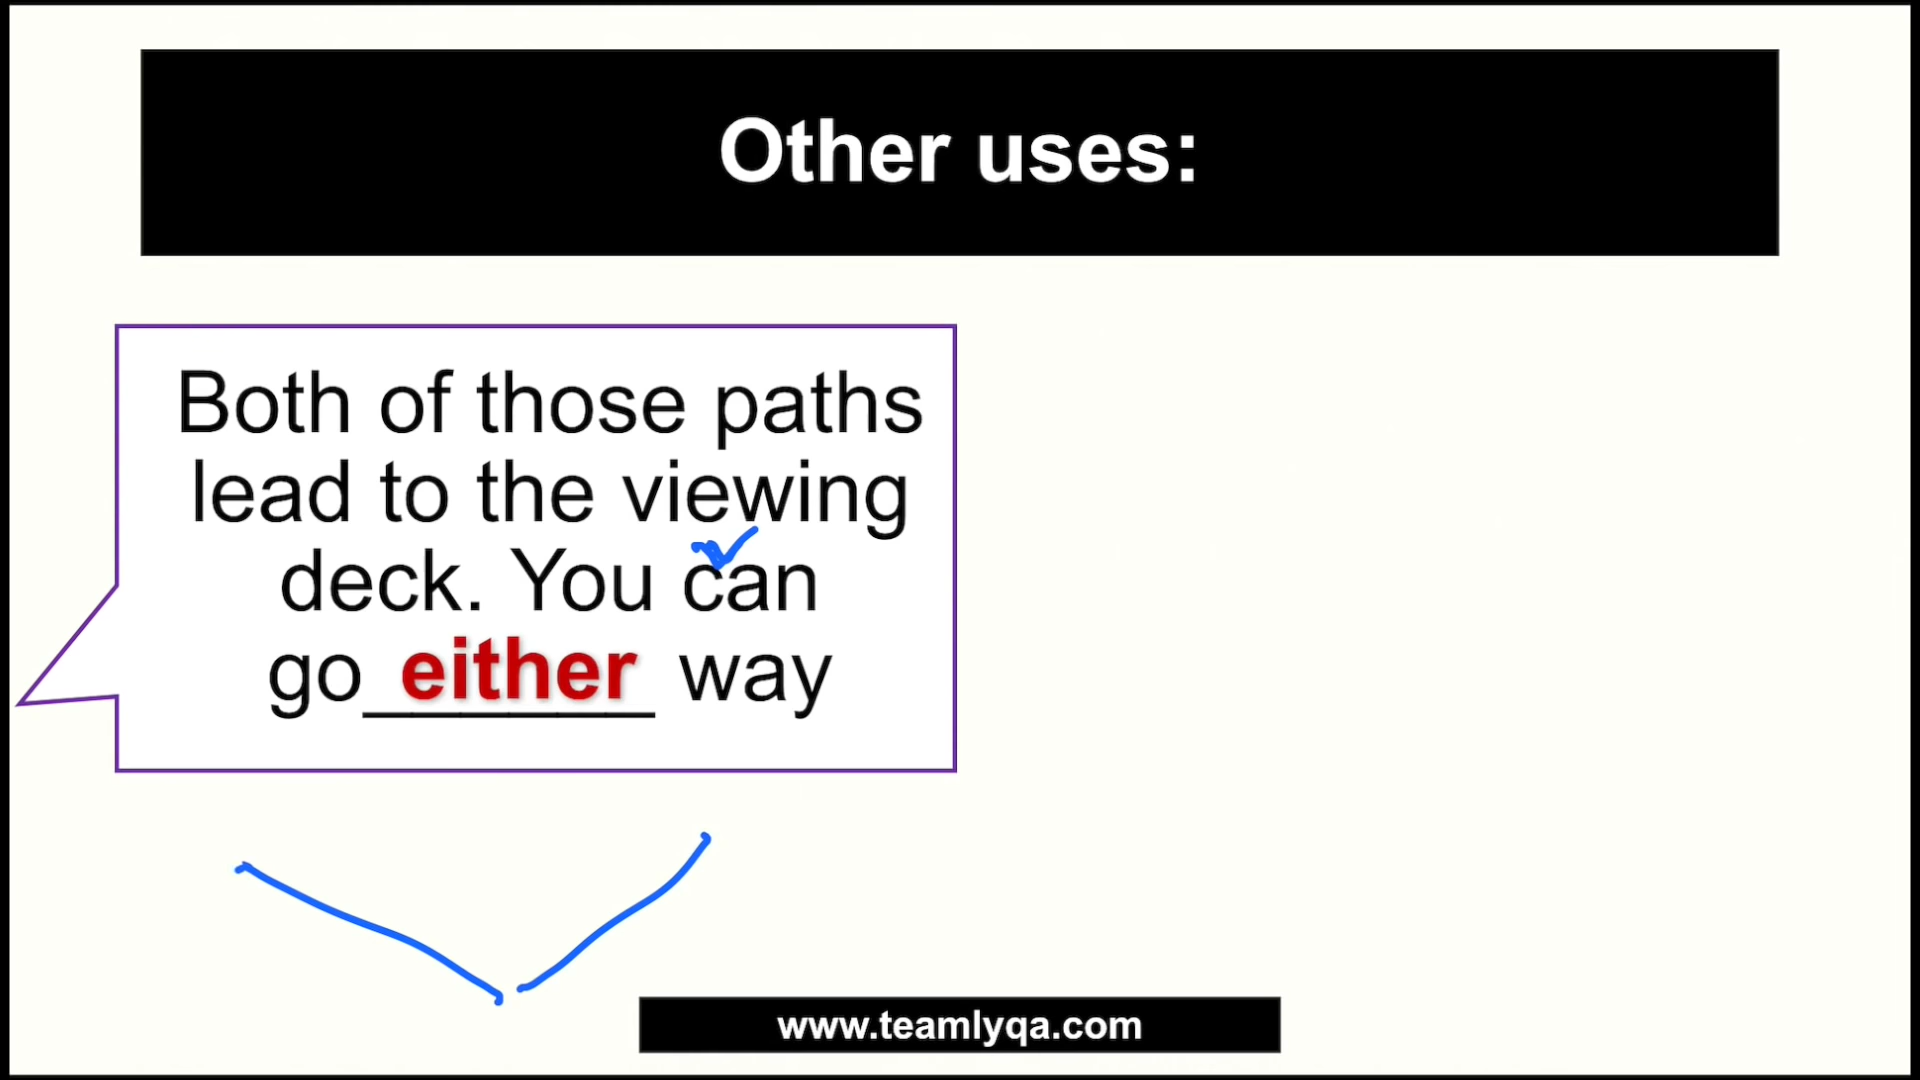 Other uses:
Both of those paths
lead to the viewing
deck. You can
go either way
www.teamlyqa.com